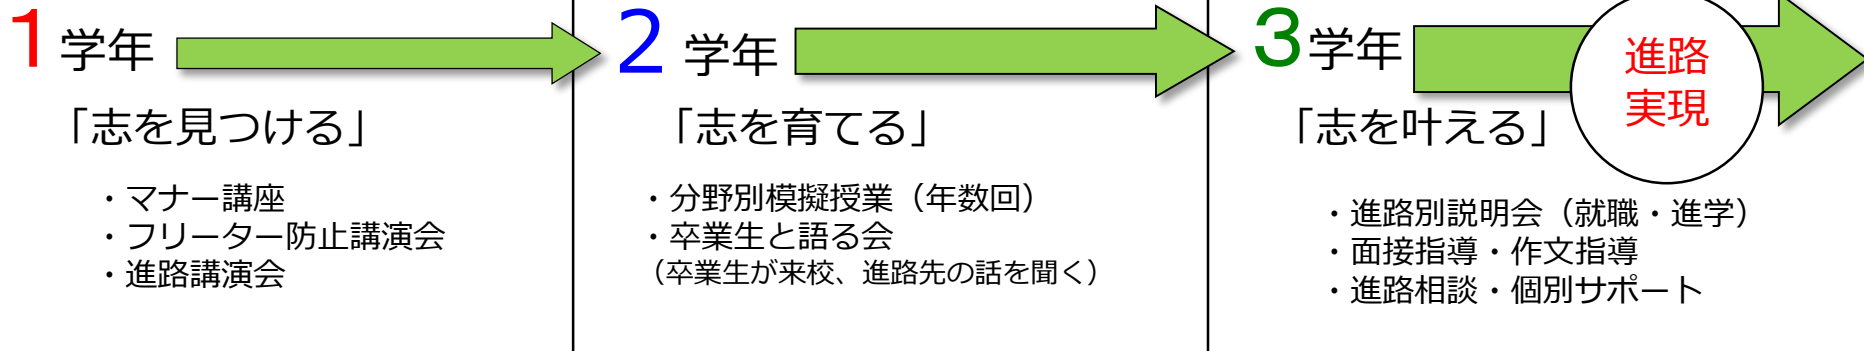 1学年
「志を見つける」
・マナー講座
・フリーター防止講演会
・進路講演会
2学年
「志を育てる」
・分野別模擬授業（年数回）
・卒業生と語る会
（卒業生が来校、進路先の話を聞く）
3学年
「志を叶える」
進路
実現
・進路別説明会（就職・進学）
・面接指導・作文指導
・進路相談・個別サポート